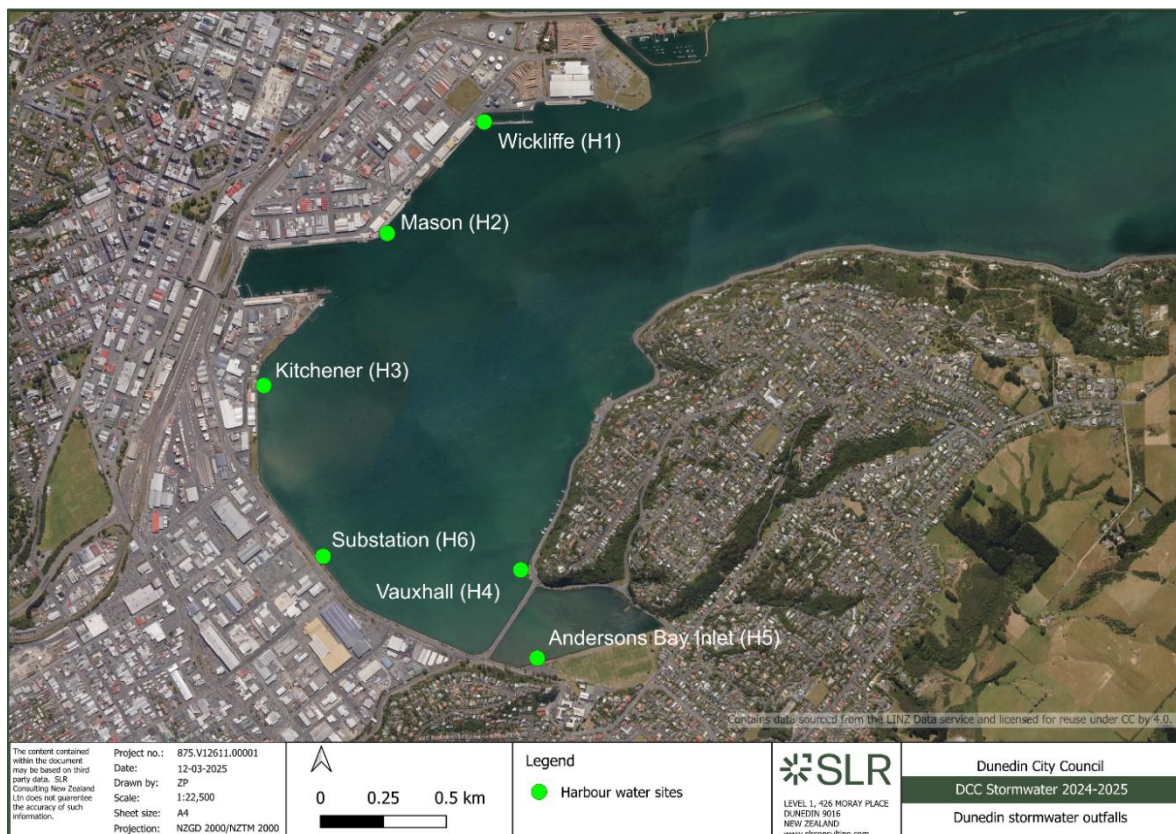 Wickliffe (H1)
Mason (H2)
Kitchener (H3)
Substation (H6)
Vauxhall (H4)
Andersons Bay Inlet (H5)
Contains data sourced from the LINZ Data service and licensed for reuse under CC by 4.0.
The content contained
within the document
may be based on third
party data. SLR
Consulting New Zealand
Ltn does not guarentee
the accuracy of such
information.
Project no.: 875.V12611.00001
Date: 12-03-2025
Drawn by: ZP
Scale: 1:22,500
Sheet size: A4
Projection: NZGD 2000/NZTM 2000
0 0.25 0.5 km
Legend
Harbour water sites
SLR
LEVEL 1, 426 MORAY PLACE
DUNEDIN 9016
NEW ZEALAND
www.slrconsulting.com
Dunedin City Council
DCC Stormwater 2024-2025
Dunedin stormwater outfalls